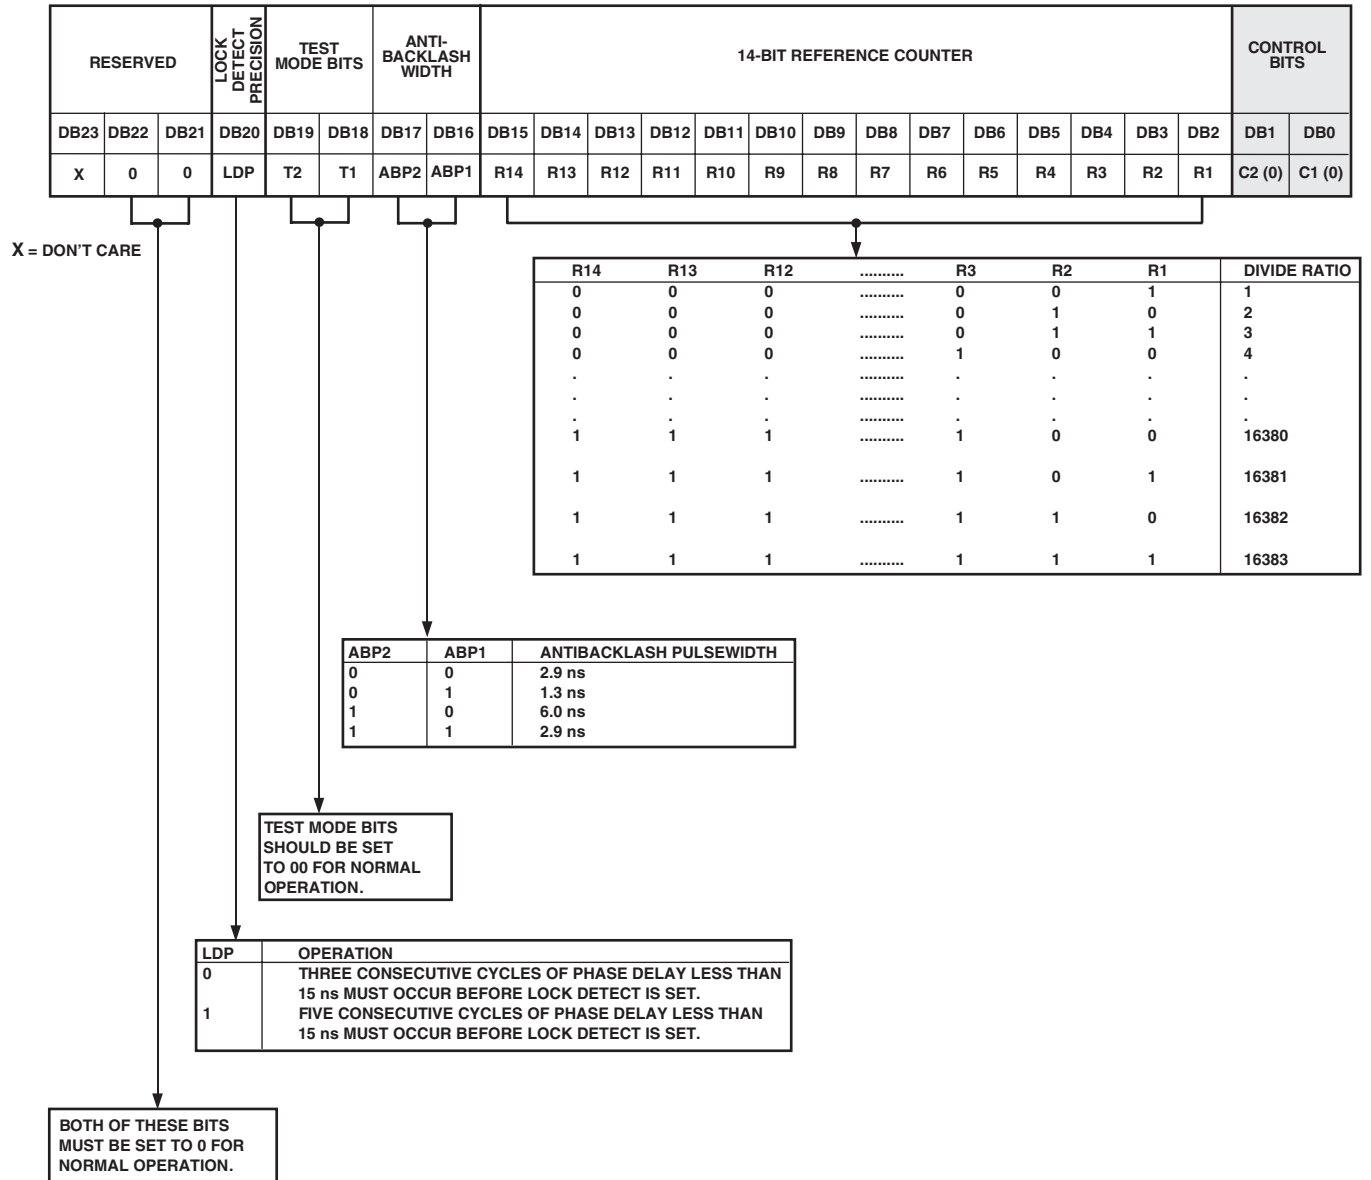 RESERVED
LOCK DETECT PRECISION
TEST MODE BITS
ANTI-BACKLASH WIDTH
14-BIT REFERENCE COUNTER
CONTROL BITS
DB23 DB22 DB21 DB20 DB19 DB18 DB17 DB16 DB15 DB14 DB13 DB12 DB11 DB10 DB9 DB8 DB7 DB6 DB5 DB4 DB3 DB2 DB1 DB0
X 0 0 LDP T2 T1 ABP2 ABP1 R14 R13 R12 R11 R10 R9 R8 R7 R6 R5 R4 R3 R2 R1 C2 (0) C1 (0)
X = DON'T CARE
R14 R13 R12 .......... R3 R2 R1 DIVIDE RATIO
0 0 0 .......... 0 0 1 1
0 0 0 .......... 0 1 0 2
0 0 0 .......... 0 1 1 3
0 0 0 .......... 1 0 0 4
. . . .......... . . . .
. . . .......... . . . .
. . . .......... . . . .
1 1 1 .......... 1 0 0 16380
1 1 1 .......... 1 0 1 16381
1 1 1 .......... 1 1 0 16382
1 1 1 .......... 1 1 1 16383
ABP2 ABP1 ANTIBACKLASH PULSEWIDTH
0 0 2.9 ns
0 1 1.3 ns
1 0 6.0 ns
1 1 2.9 ns
TEST MODE BITS
SHOULD BE SET
TO 00 FOR NORMAL
OPERATION.
LDP OPERATION
0 THREE CONSECUTIVE CYCLES OF PHASE DELAY LESS THAN
15 ns MUST OCCUR BEFORE LOCK DETECT IS SET.
1 FIVE CONSECUTIVE CYCLES OF PHASE DELAY LESS THAN
15 ns MUST OCCUR BEFORE LOCK DETECT IS SET.
BOTH OF THESE BITS
MUST BE SET TO 0 FOR
NORMAL OPERATION.